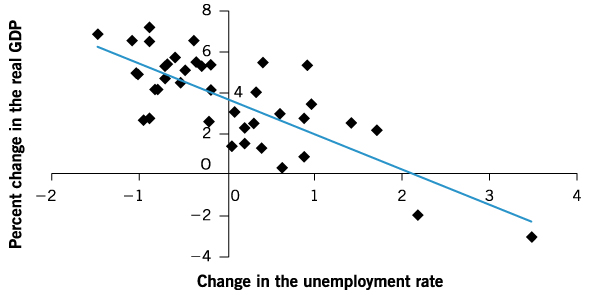 Percent change in the real GDP
8
6
4
2
0
−2
−4
−2 −1 0 1 2 3 4
Change in the unemployment rate